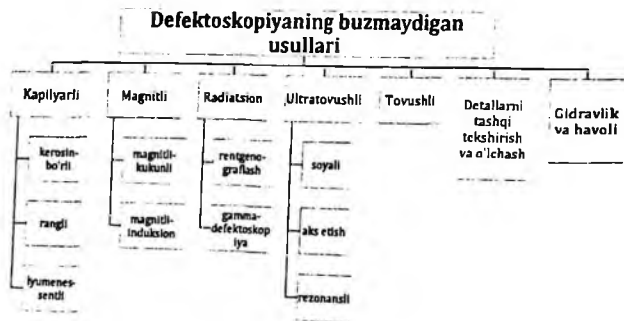 Defektoskopiyaning buzmaydigan
usullari
Kapilyarli
Magnitli
Radiatsion
Ultratovushli
Tovushli
Detallarni
tashqi
tekshirish
va o'lchash
Gidravlik
va havoli
kerosin-
bo'rli
rangli
lyumenes-
sentli
magnitli-
kukunli
magnitli-
induksion
rentgeno-
graflash
gamma-
defektoskop
iya
soyali
aks etish
rezonansli